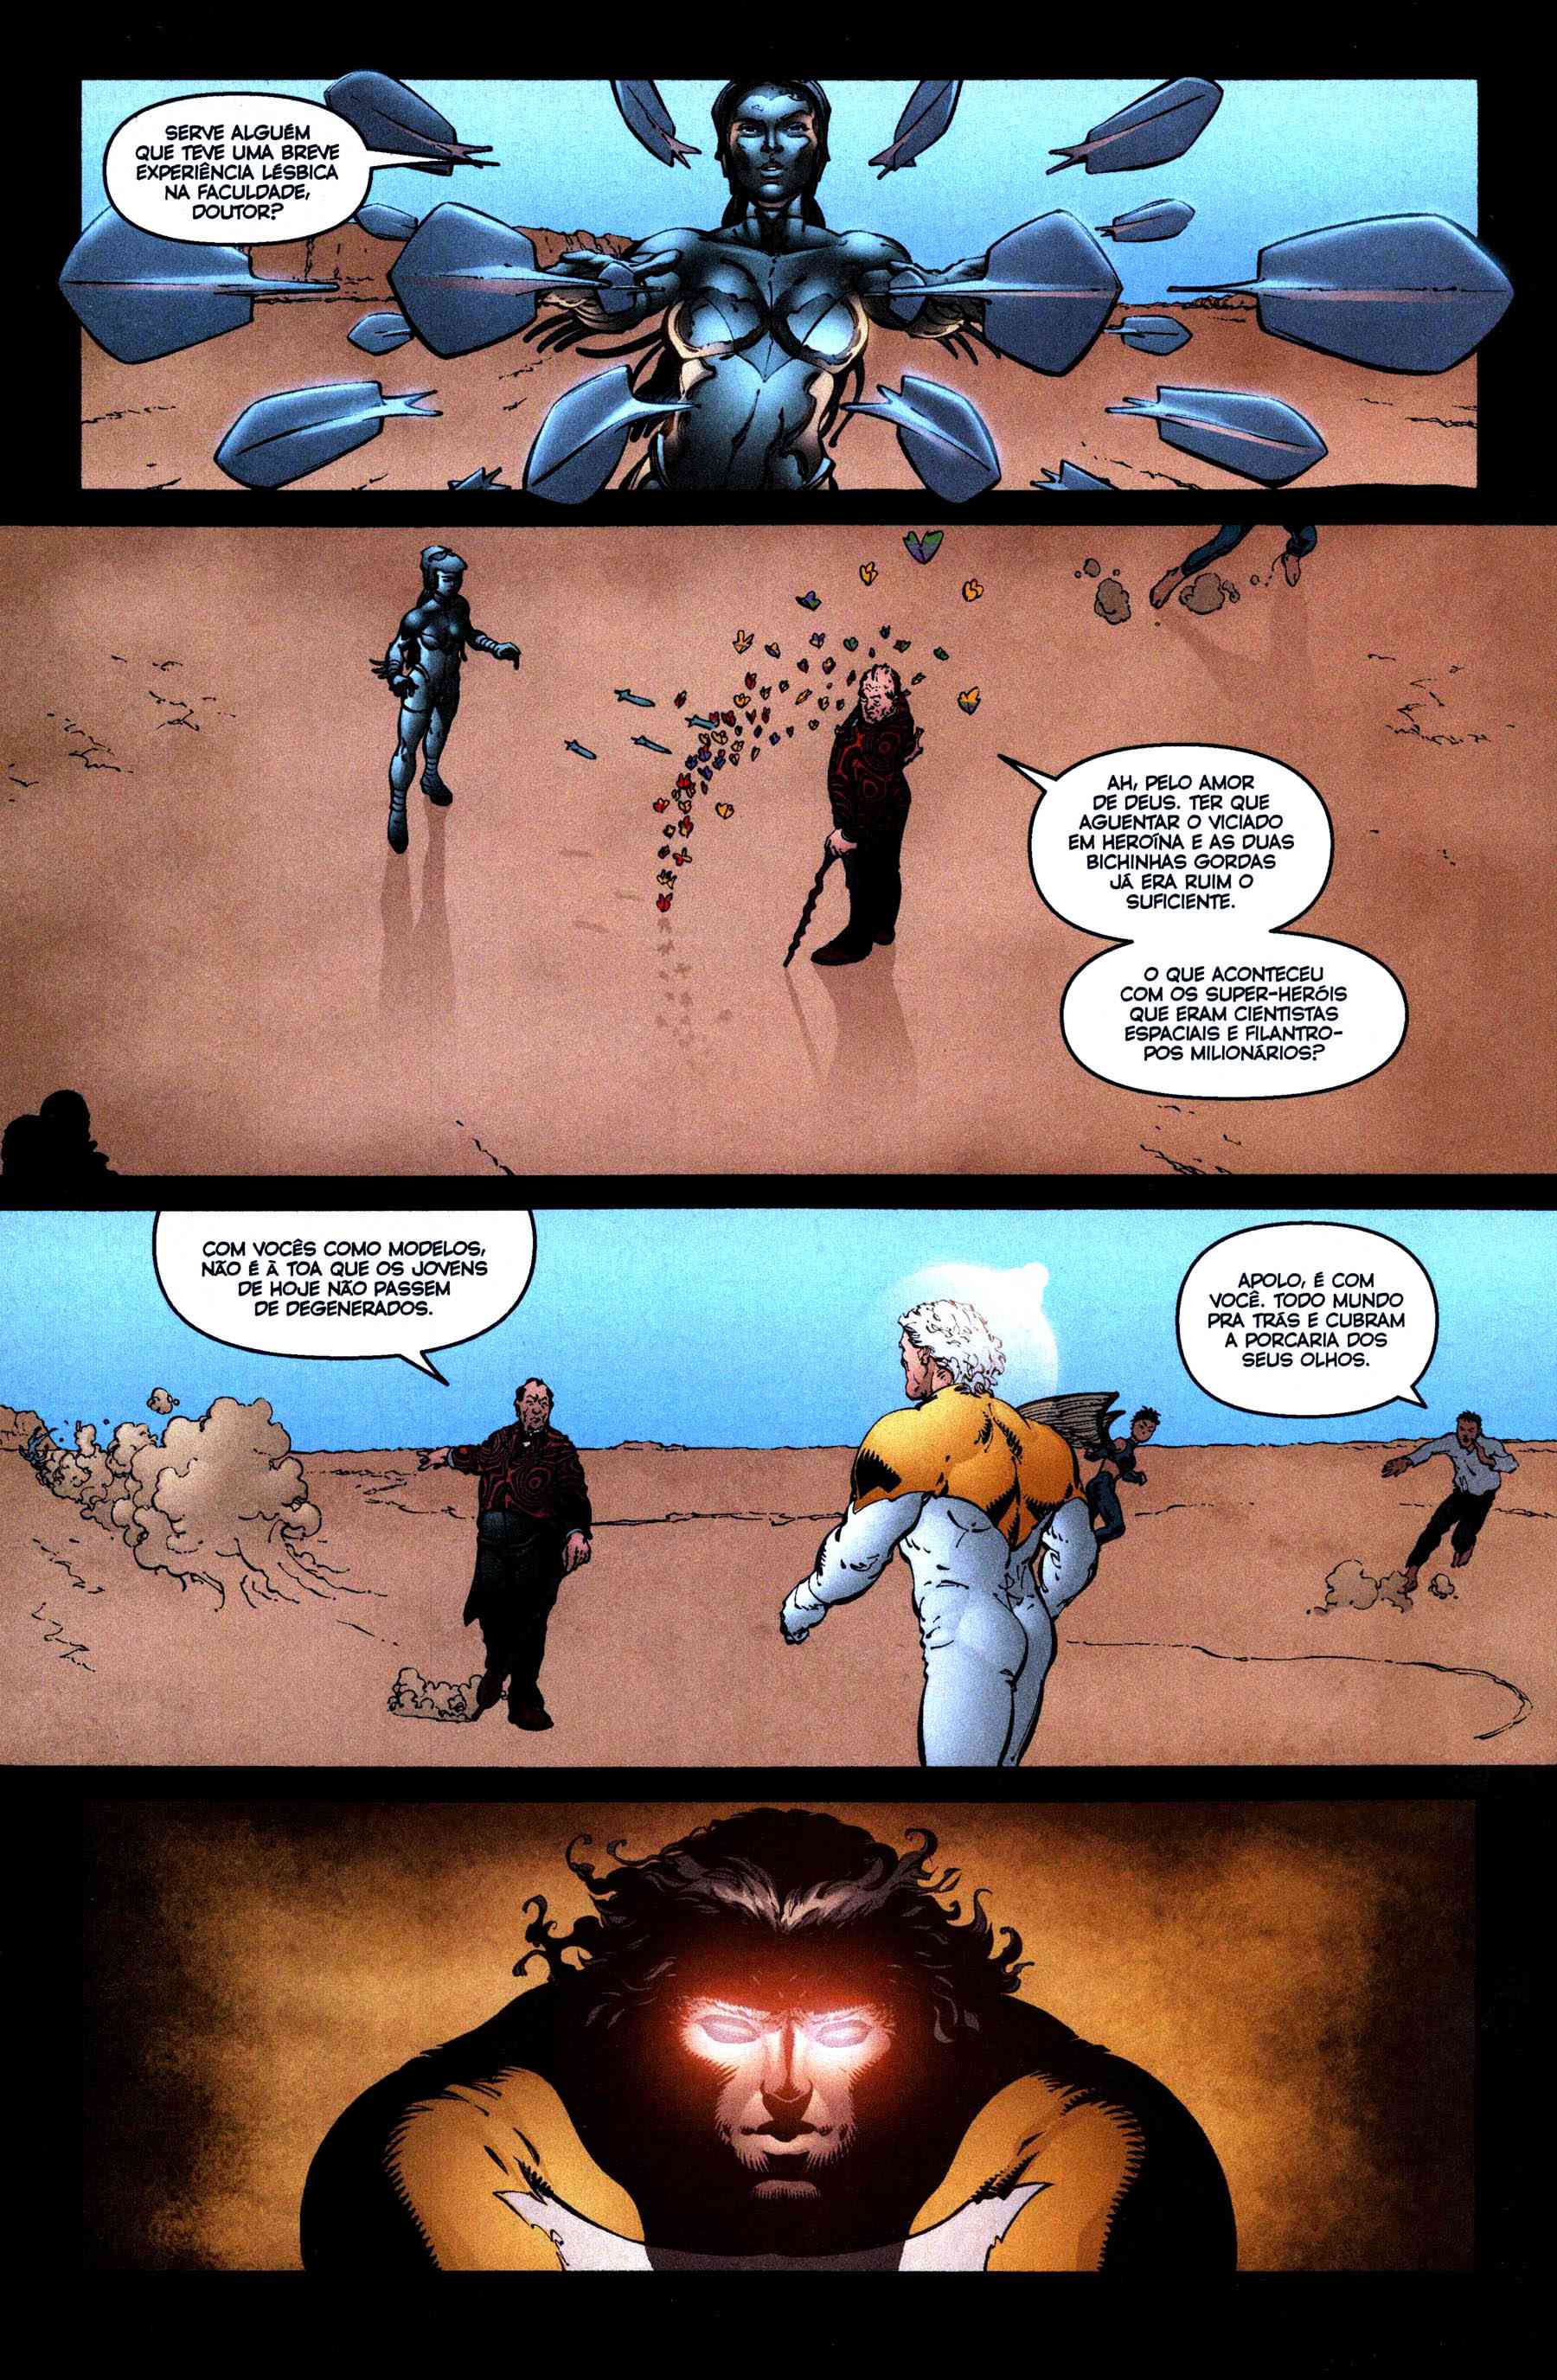 SERVE ALGUÉM
QUE TEVE UMA BREVE
EXPERIÊNCIA LÉSBICA
NA FACULDADE,
DOUTOR?
AH, PELO AMOR
DE DEUS. TER QUE
AGUENTAR O VICIADO
EM HEROÍNA E AS DUAS
BICHINHAS GORDAS
JÁ ERA RUIM O
SUFICIENTE.
O QUE ACONTECEU
COM OS SUPER-HERÓIS
QUE ERAM CIENTISTAS
ESPACIAIS E FILANTRO-
POS MILIONÁRIOS?
COM VOCÊS COMO MODELOS,
NÃO É À TOA QUE OS JOVENS
DE HOJE NÃO PASSEM
DE DEGENERADOS.
APOLO, É COM
VOCÊ. TODO MUNDO
PRA TRÁS E CUBRAM
A PORCARIA DOS
SEUS OLHOS.